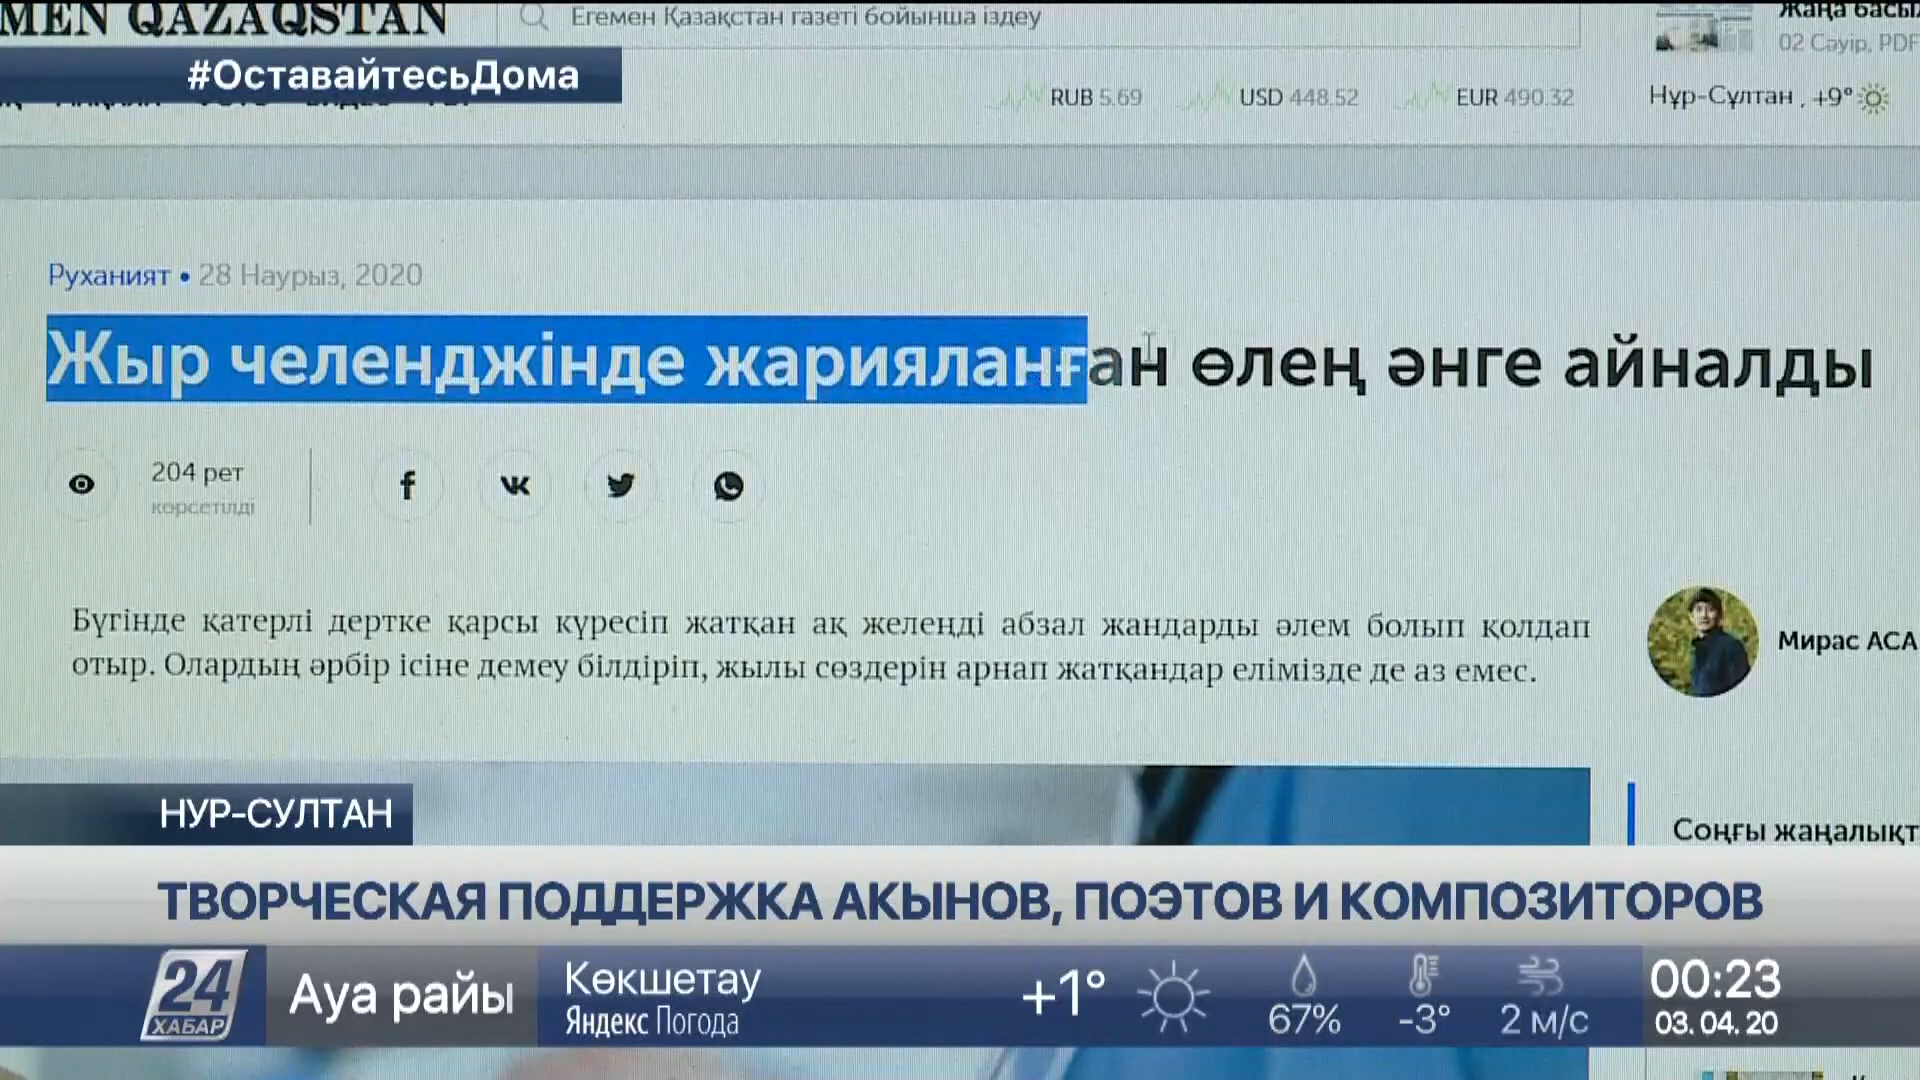 MEN QAZAQSTAN
Егемен Қазақстан газеті бойынша іздеу
Жаңа
02 Сәуір, PDF
#ОставайтесьДома
RUB 5.69
USD 448.52
EUR 490.32
Нұр-Сұлтан , +9°
Руханият • 28 Наурыз, 2020
Жыр челенджінде жарияланған өлең әнге айналды
204 рет
көрсетілді
Бүгінде қатерлі дертке қарсы күресіп жатқан ақ желеңді абзал жандарды әлем болып қолдап
отыр. Олардың әрбір ісіне демеу білдіріп, жылы сөздерін арнап жатқандар елімізде де аз емес.
Мирас АСА
НУР-СУЛТАН
Соңғы жаңалықт
ТВОРЧЕСКАЯ ПОДДЕРЖКА АКЫНОВ, ПОЭТОВ И КОМПОЗИТОРОВ
24
ХАБАР
Ауа райы
Көкшетау
Яндекс Погода
+1°
67%
-3°
2 м/с
00:23
03. 04. 20